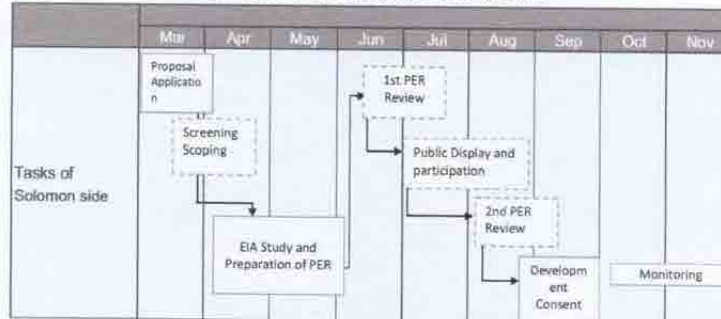 Mar Apr May Jun Jul Aug Sep Oct Nov
Proposal
Applicatio
n
1st PER
Review
Screening
Scoping
Public Display and
participation
Tasks of
Solomon side
2nd PER
Review
EIA Study and
Preparation of PER
Developm
ent
Consent
Monitoring